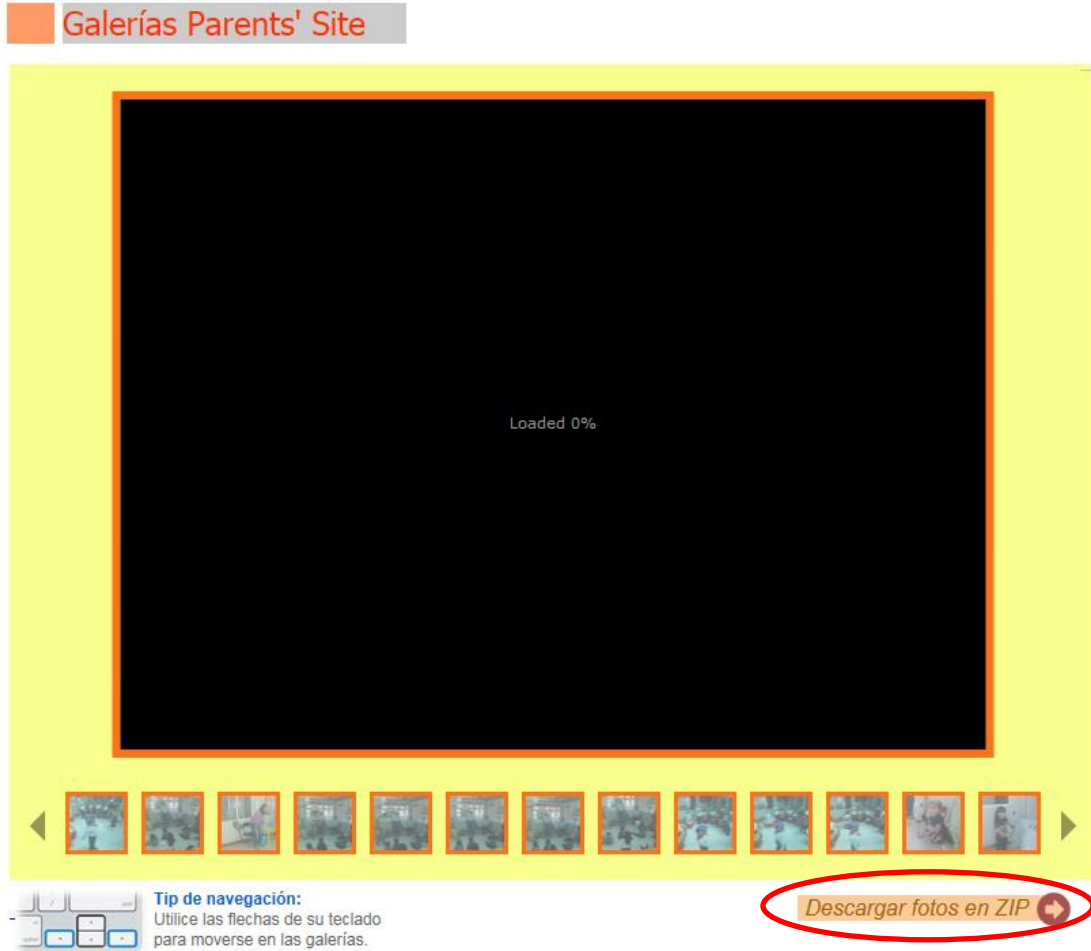 Galerías Parents' Site
Loaded 0%
Tip de navegación:
Utilice las flechas de su teclado
para moverse en las galerías.
Descargar fotos en ZIP